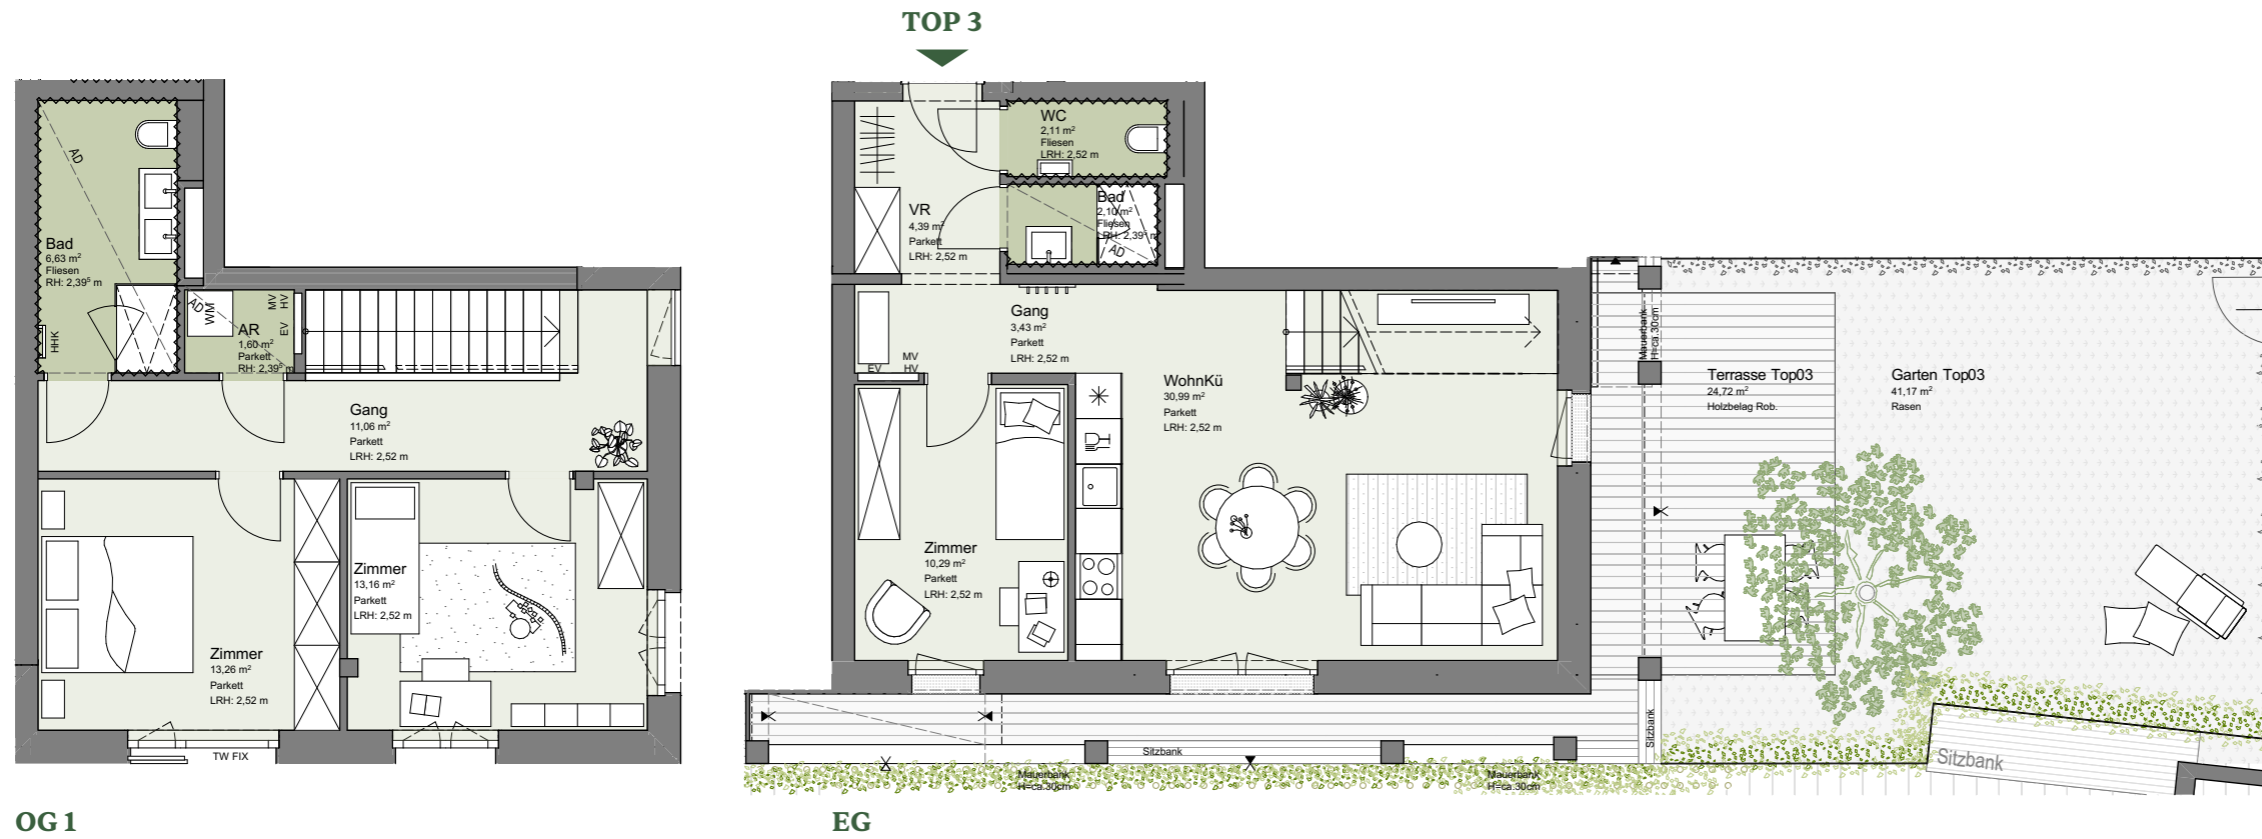 TOP 3
Bad
6,63 m²
Fliesen
RH: 2,39⁵ m
AD
HHK
AD
WM
MV
HV
EV
AR
1,60 m²
Parkett
RH: 2,39⁵ m
Gang
11,06 m²
Parkett
LRH: 2,52 m
Zimmer
13,26 m²
Parkett
LRH: 2,52 m
Zimmer
13,16 m²
Parkett
LRH: 2,52 m
TW FIX
OG 1
WC
2,11 m²
Fliesen
LRH: 2,52 m
VR
4,39 m²
Parkett
LRH: 2,52 m
Bad
2,10 m²
Fliesen
LRH: 2,39⁵ m
AD
Gang
3,43 m²
Parkett
LRH: 2,52 m
MV
EV HV
WohnKü
30,99 m²
Parkett
LRH: 2,52 m
Zimmer
10,29 m²
Parkett
LRH: 2,52 m
Mauerbank
H=ca.30cm
Terrasse Top03
24,72 m²
Holzbelag Rob.
Garten Top03
41,17 m²
Rasen
Sitzbank
Sitzbank
Sitzbank
Mauerbank
H=ca.30cm
Mauerbank
H=ca.30cm
EG